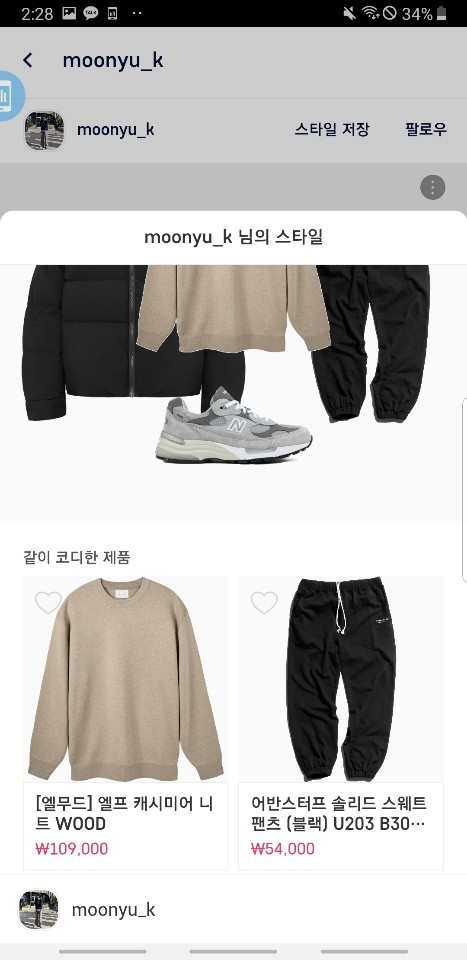 2:28
TALK
34%
moonyu_k
moonyu_k
스타일 저장
팔로우
moonyu_k 님의 스타일
N
같이 코디한 제품
[엘무드] 엘프 캐시미어 니
트 WOOD
₩109,000
어반스터프 솔리드 스웨트
팬츠 (블랙) U203 B30…
₩54,000
moonyu_k